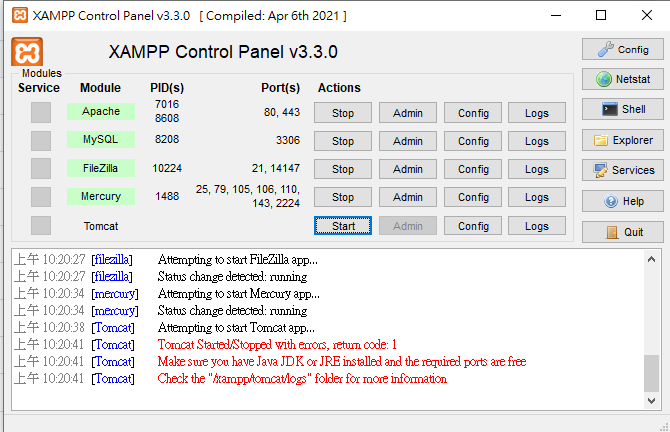 XAMPP Control Panel v3.3.0 [ Compiled: Apr 6th 2021 ]
XAMPP Control Panel v3.3.0
Config
Modules
Service Module PID(s) Port(s) Actions
Netstat
Apache 7016 8608 80, 443 Stop Admin Config Logs
Shell
MySQL 8208 3306 Stop Admin Config Logs
Explorer
FileZilla 10224 21, 14147 Stop Admin Config Logs
Services
Mercury 1488 25, 79, 105, 106, 110, 143, 2224 Stop Admin Config Logs
Help
Tomcat Start Admin Config Logs
Quit
上午 10:20:27 [filezilla] Attempting to start FileZilla app...
上午 10:20:27 [filezilla] Status change detected: running
上午 10:20:34 [mercury] Attempting to start Mercury app...
上午 10:20:34 [mercury] Status change detected: running
上午 10:20:38 [Tomcat] Attempting to start Tomcat app...
上午 10:20:41 [Tomcat] Tomcat Started/Stopped with errors, return code: 1
上午 10:20:41 [Tomcat] Make sure you have Java JDK or JRE installed and the required ports are free
上午 10:20:41 [Tomcat] Check the "/xampp/tomcat/logs" folder for more information